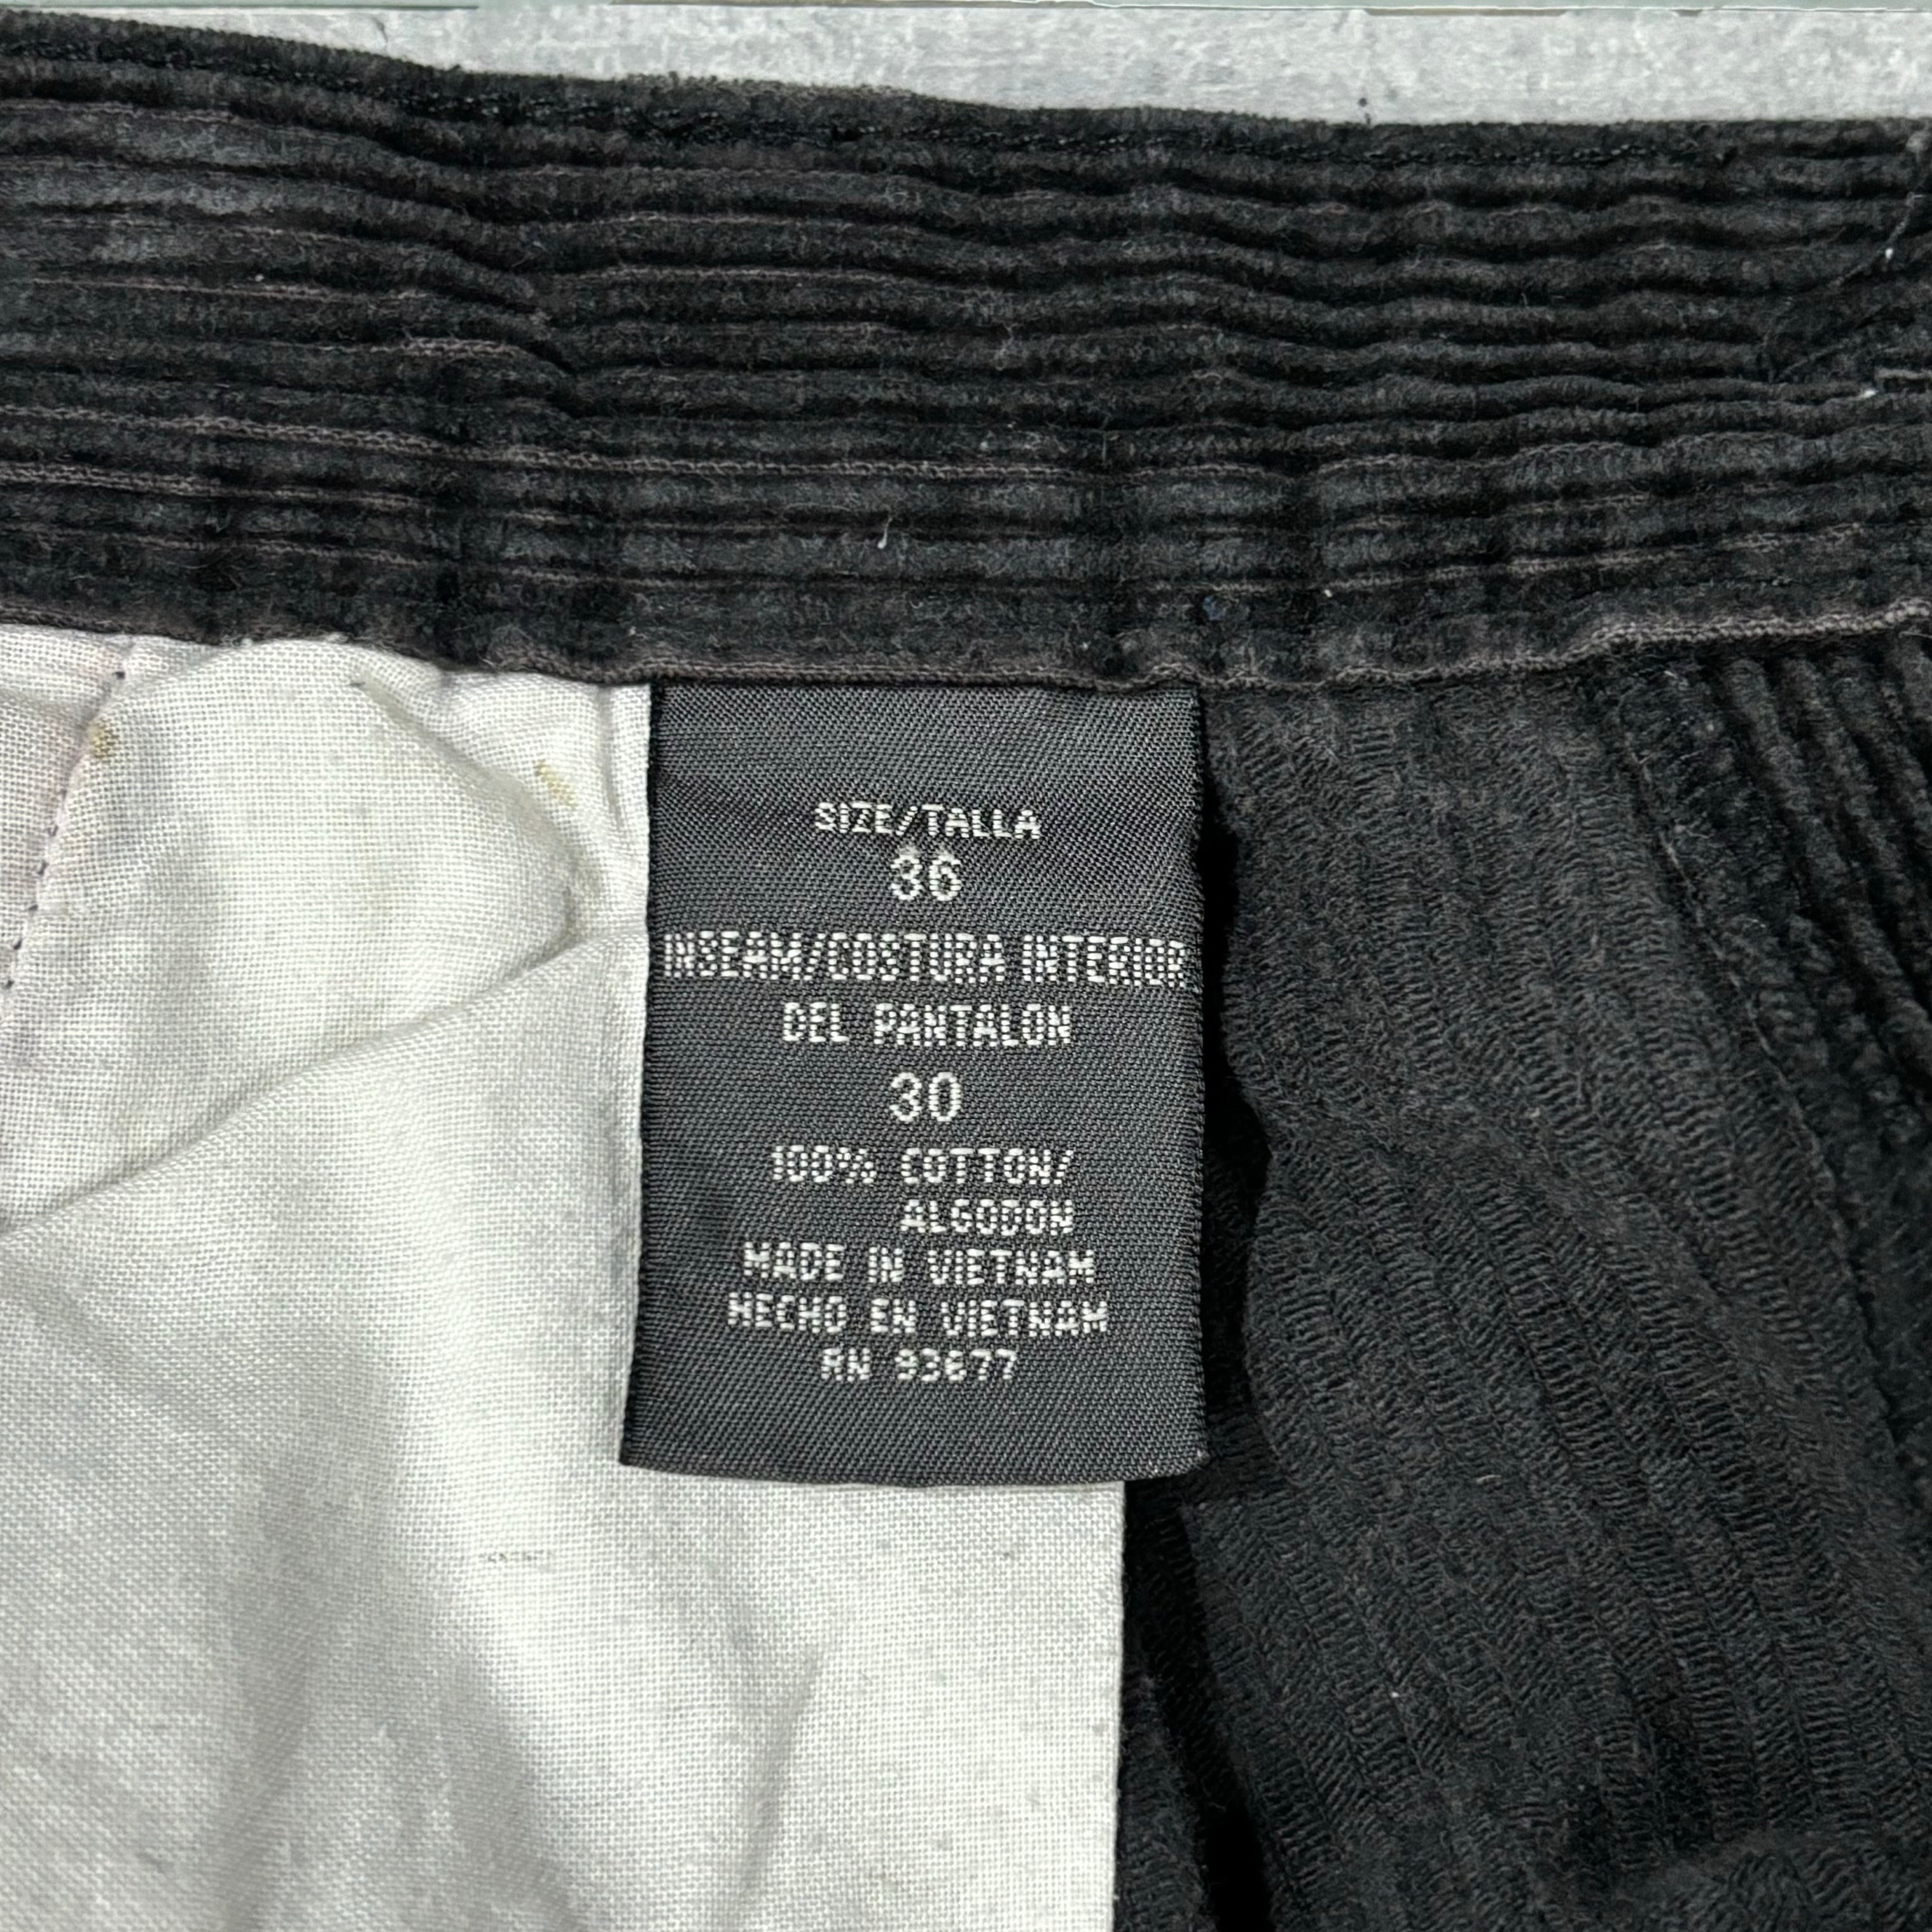 SIZE/TALLA
36
INSEAM/COSTURA INTERIOR
DEL PANTALON
30
100% COTTON/
ALGODON
MADE IN VIETNAM
HECHO EN VIETNAM
RN 93677